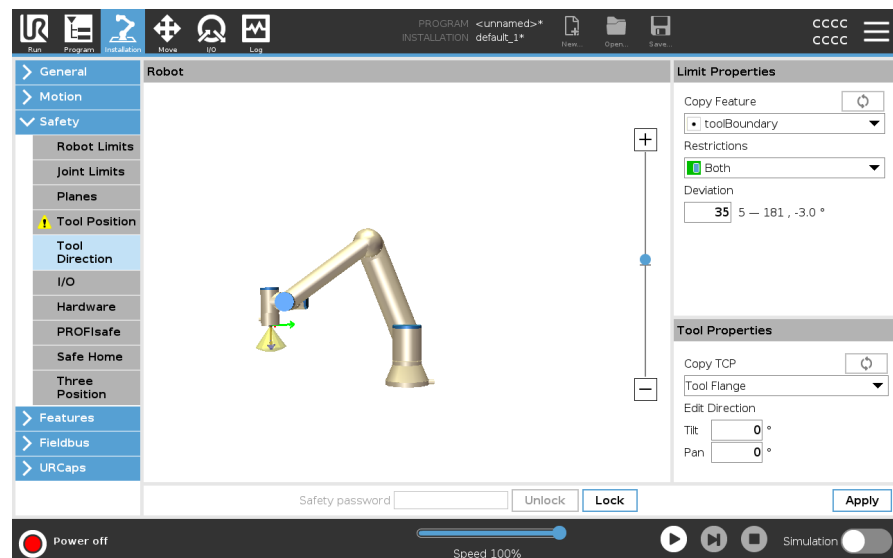 PROGRAM <unnamed>*
INSTALLATION default_1*
CCCC
CCCC
Run Program Installation Move I/O Log New... Open... Save...
General
Motion
Safety
Robot Limits
Joint Limits
Planes
Tool Position
Tool
Direction
I/O
Hardware
PROFIsafe
Safe Home
Three
Position
Features
Fieldbus
URCaps
Robot
Limit Properties
Copy Feature
toolBoundary
Restrictions
Both
Deviation
35 5 — 181 , -3.0 °
Tool Properties
Copy TCP
Tool Flange
Edit Direction
Tilt 0 °
Pan 0 °
Safety password Unlock Lock Apply
Power off
Speed 100%
Simulation